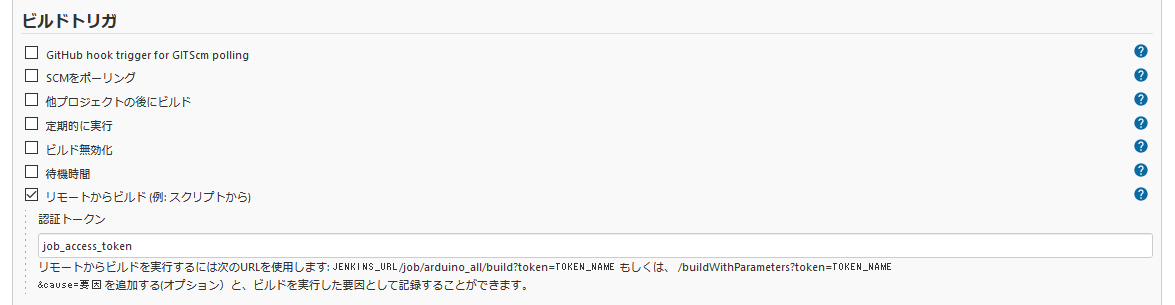 ビルドトリガ
GitHub hook trigger for GITScm polling
SCMをポーリング
他プロジェクトの後にビルド
定期的に実行
ビルド無効化
待機時間
リモートからビルド (例: スクリプトから)
認証トークン
job_access_token
リモートからビルドを実行するには次のURLを使用します: JENKINS_URL/job/arduino_all/build?token=TOKEN_NAME もしくは、 /buildWithParameters?token=TOKEN_NAME
&cause=要因 を追加する(オプション）と、ビルドを実行した要因として記録することができます。